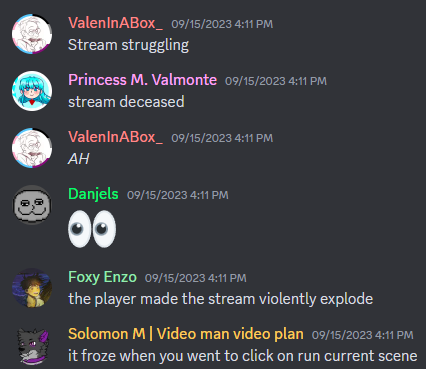 ValenInABox_ 09/15/2023 4:11 PM
Stream struggling
Princess M. Valmonte 09/15/2023 4:11 PM
stream deceased
ValenInABox_ 09/15/2023 4:11 PM
AH
Danjels 09/15/2023 4:11 PM
👀
Foxy Enzo 09/15/2023 4:11 PM
the player made the stream violently explode
Solomon M | Video man video plan 09/15/2023 4:11 PM
it froze when you went to click on run current scene